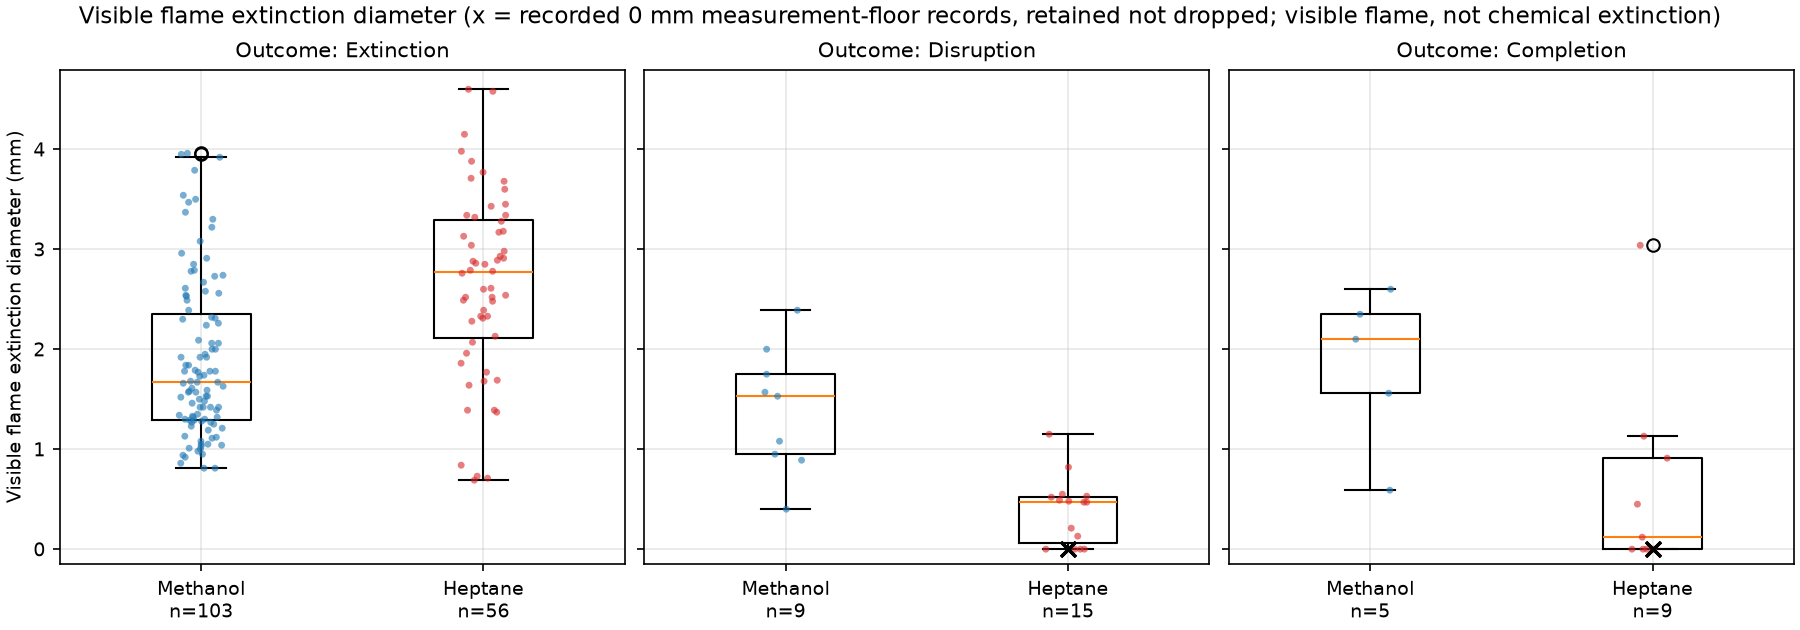 Visible flame extinction diameter (x = recorded 0 mm measurement-floor records, retained not dropped; visible flame, not chemical extinction)
Outcome: Extinction
Outcome: Disruption
Outcome: Completion
Visible flame extinction diameter (mm)
4
3
2
1
0
Methanol
n=103
Heptane
n=56
Methanol
n=9
Heptane
n=15
Methanol
n=5
Heptane
n=9